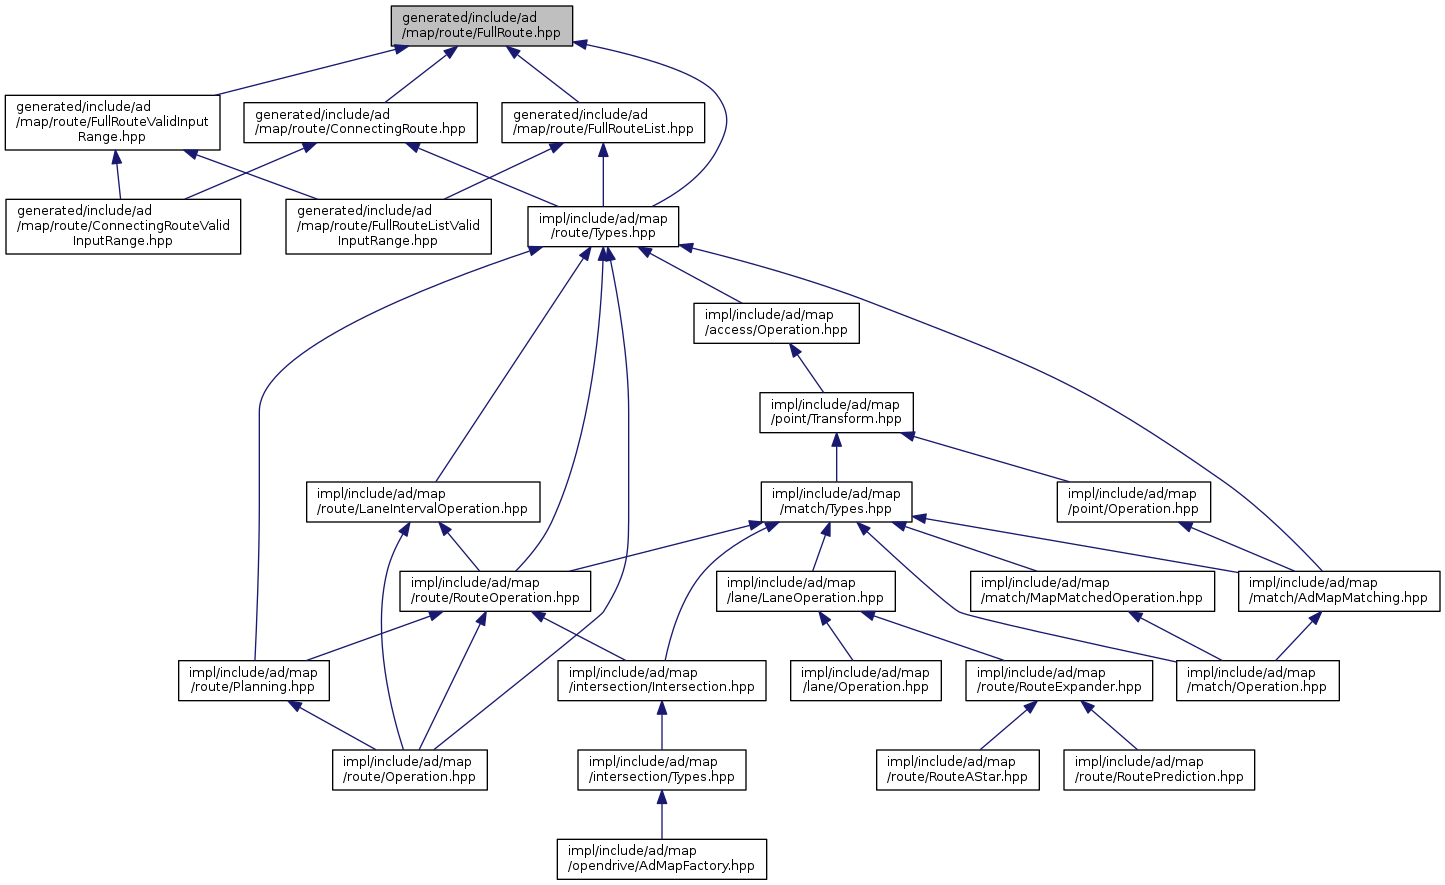 generated/include/ad
/map/route/FullRoute.hpp
generated/include/ad
/map/route/FullRouteValidInput
Range.hpp
generated/include/ad
/map/route/ConnectingRoute.hpp
generated/include/ad
/map/route/FullRouteList.hpp
generated/include/ad
/map/route/ConnectingRouteValid
InputRange.hpp
generated/include/ad
/map/route/FullRouteListValid
InputRange.hpp
impl/include/ad/map
/route/Types.hpp
impl/include/ad/map
/access/Operation.hpp
impl/include/ad/map
/point/Transform.hpp
impl/include/ad/map
/route/LaneIntervalOperation.hpp
impl/include/ad/map
/match/Types.hpp
impl/include/ad/map
/point/Operation.hpp
impl/include/ad/map
/route/RouteOperation.hpp
impl/include/ad/map
/lane/LaneOperation.hpp
impl/include/ad/map
/match/MapMatchedOperation.hpp
impl/include/ad/map
/match/AdMapMatching.hpp
impl/include/ad/map
/route/Planning.hpp
impl/include/ad/map
/intersection/Intersection.hpp
impl/include/ad/map
/lane/Operation.hpp
impl/include/ad/map
/route/RouteExpander.hpp
impl/include/ad/map
/match/Operation.hpp
impl/include/ad/map
/route/Operation.hpp
impl/include/ad/map
/intersection/Types.hpp
impl/include/ad/map
/route/RouteAStar.hpp
impl/include/ad/map
/route/RoutePrediction.hpp
impl/include/ad/map
/opendrive/AdMapFactory.hpp